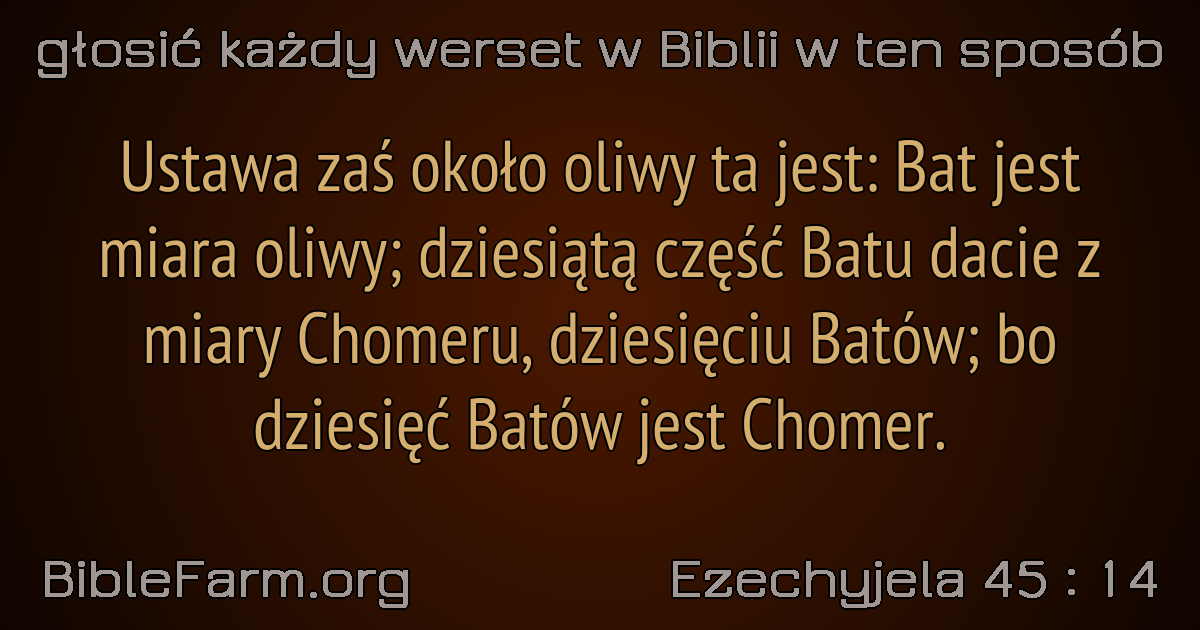 głosić każdy werset w Biblii w ten sposób
Ustawa zaś około oliwy ta jest: Bat jest
miara oliwy; dziesiątą część Batu dacie z
miary Chomeru, dziesięciu Batów; bo
dziesięć Batów jest Chomer.
BibleFarm.org
Ezechyjela 45 : 14